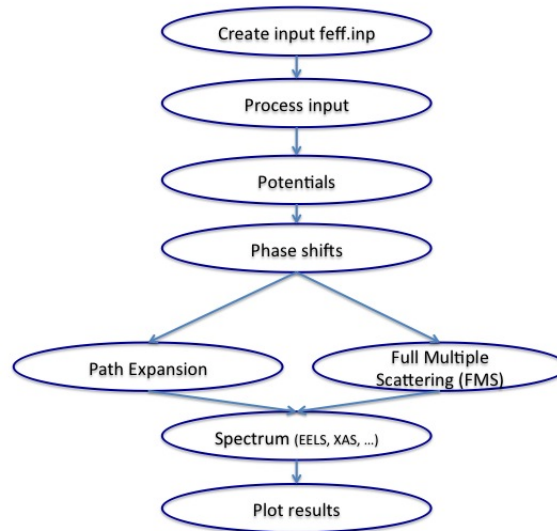 Create input feff.inp
Process input
Potentials
Phase shifts
Path Expansion
Full Multiple
Scattering (FMS)
Spectrum (EELS, XAS, ...)
Plot results